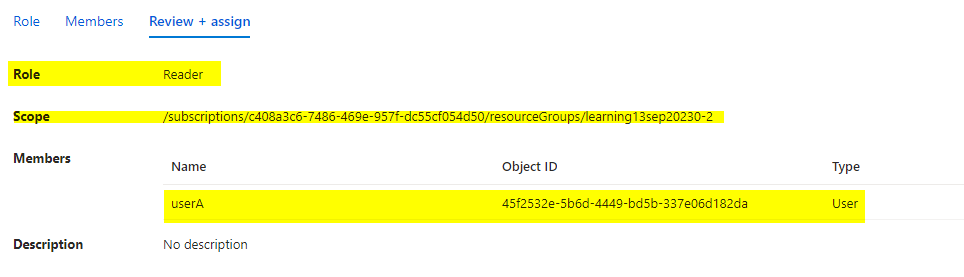 Role Members Review + assign
Role Reader
Scope /subscriptions/c408a3c6-7486-469e-957f-dc55cf054d50/resourceGroups/learning13sep20230-2
Members
Name Object ID Type
userA 45f2532e-5b6d-4449-bd5b-337e06d182da User
Description No description